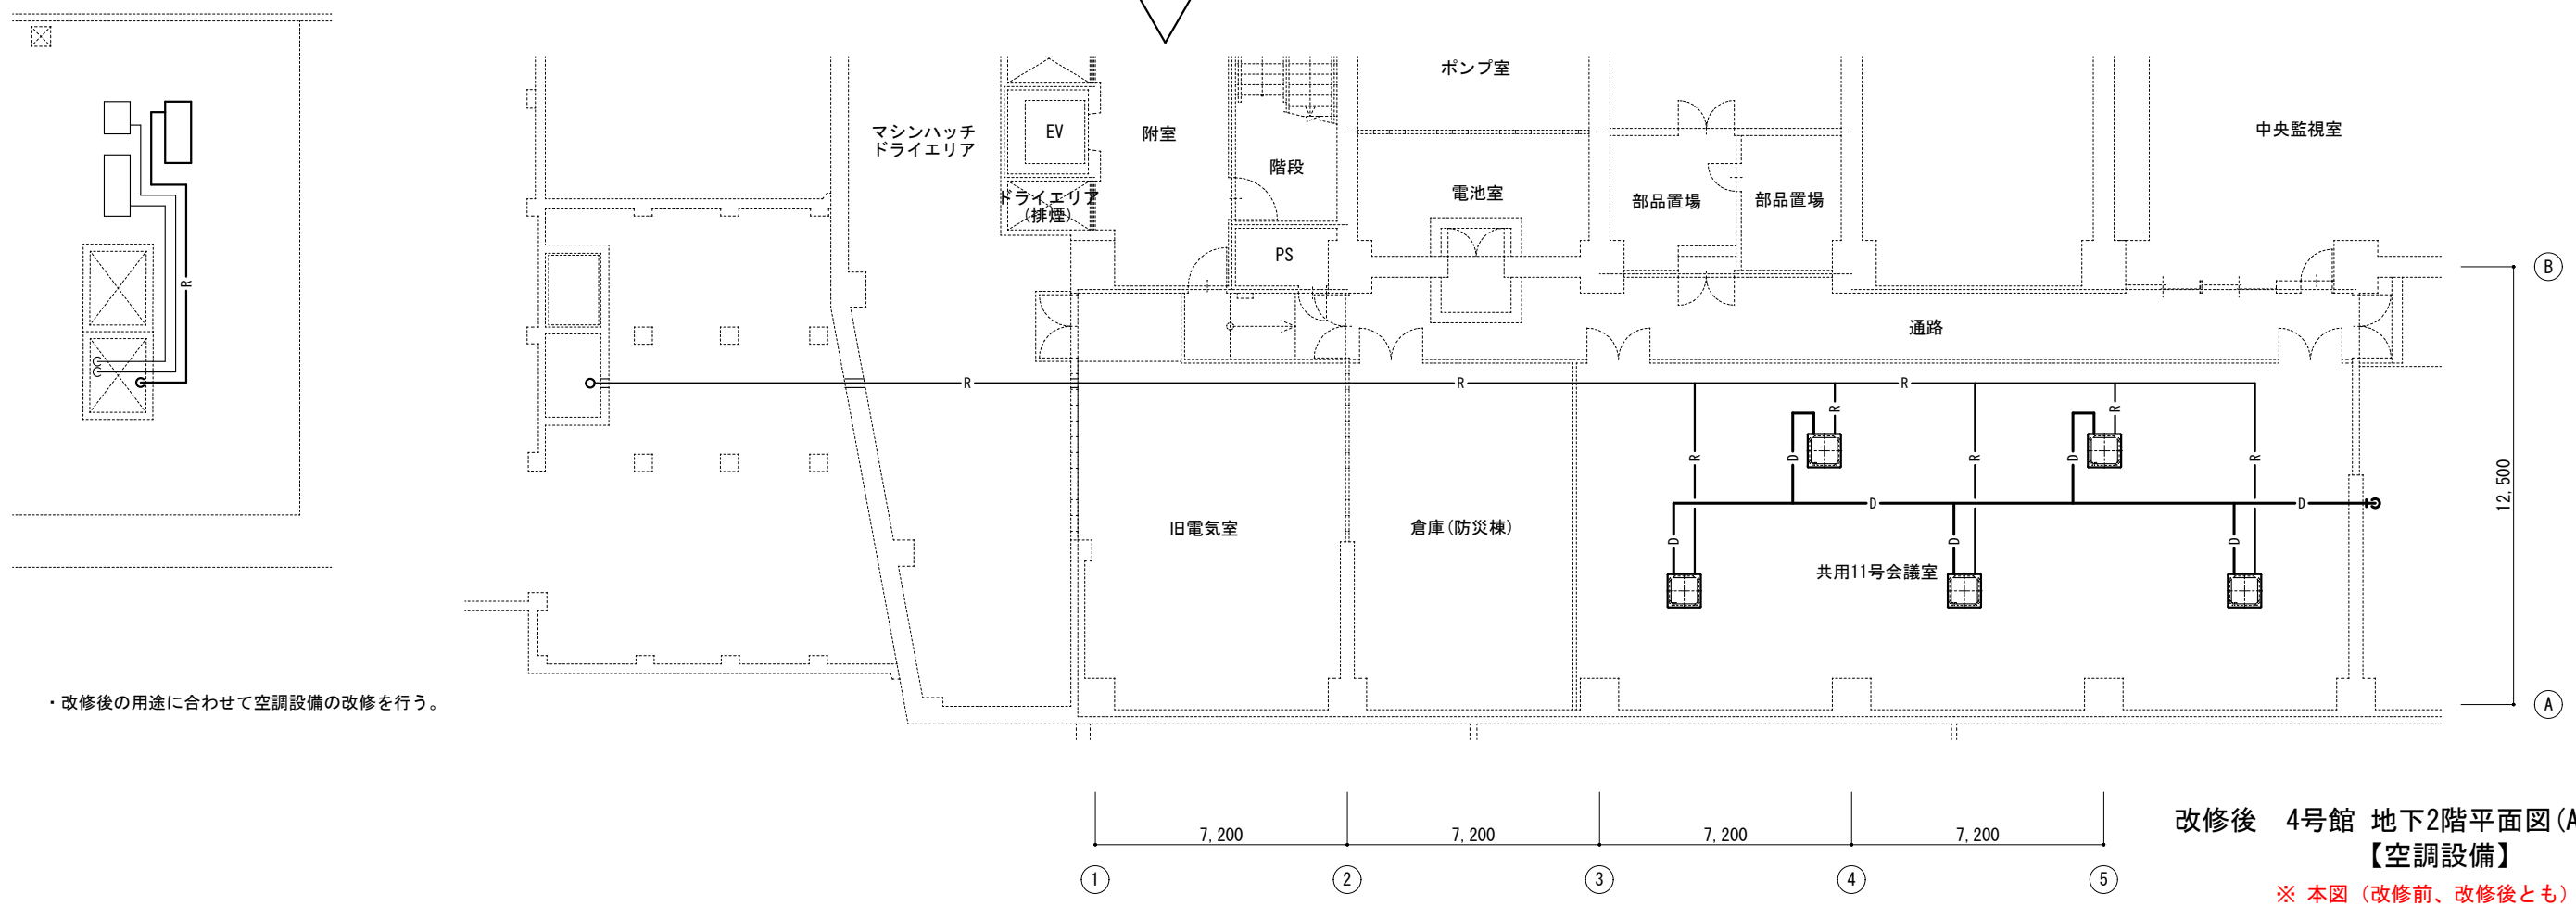 ポンプ室
マシンハッチ
ドライエリア
EV
附室
中央監視室
階段
電池室
部品置場
部品置場
ドライエリア
(排煙)
PS
B
R
通路
R
R
R
R
R
D
R
D
R
R
12,500
D
D
旧電気室
倉庫(防災棟)
D
D
D
共用11号会議室
・改修後の用途に合わせて空調設備の改修を行う。
A
7,200
7,200
7,200
7,200
1
2
3
4
5
改修後 4号館 地下2階平面図(A
【空調設備】
※ 本図（改修前、改修後とも）